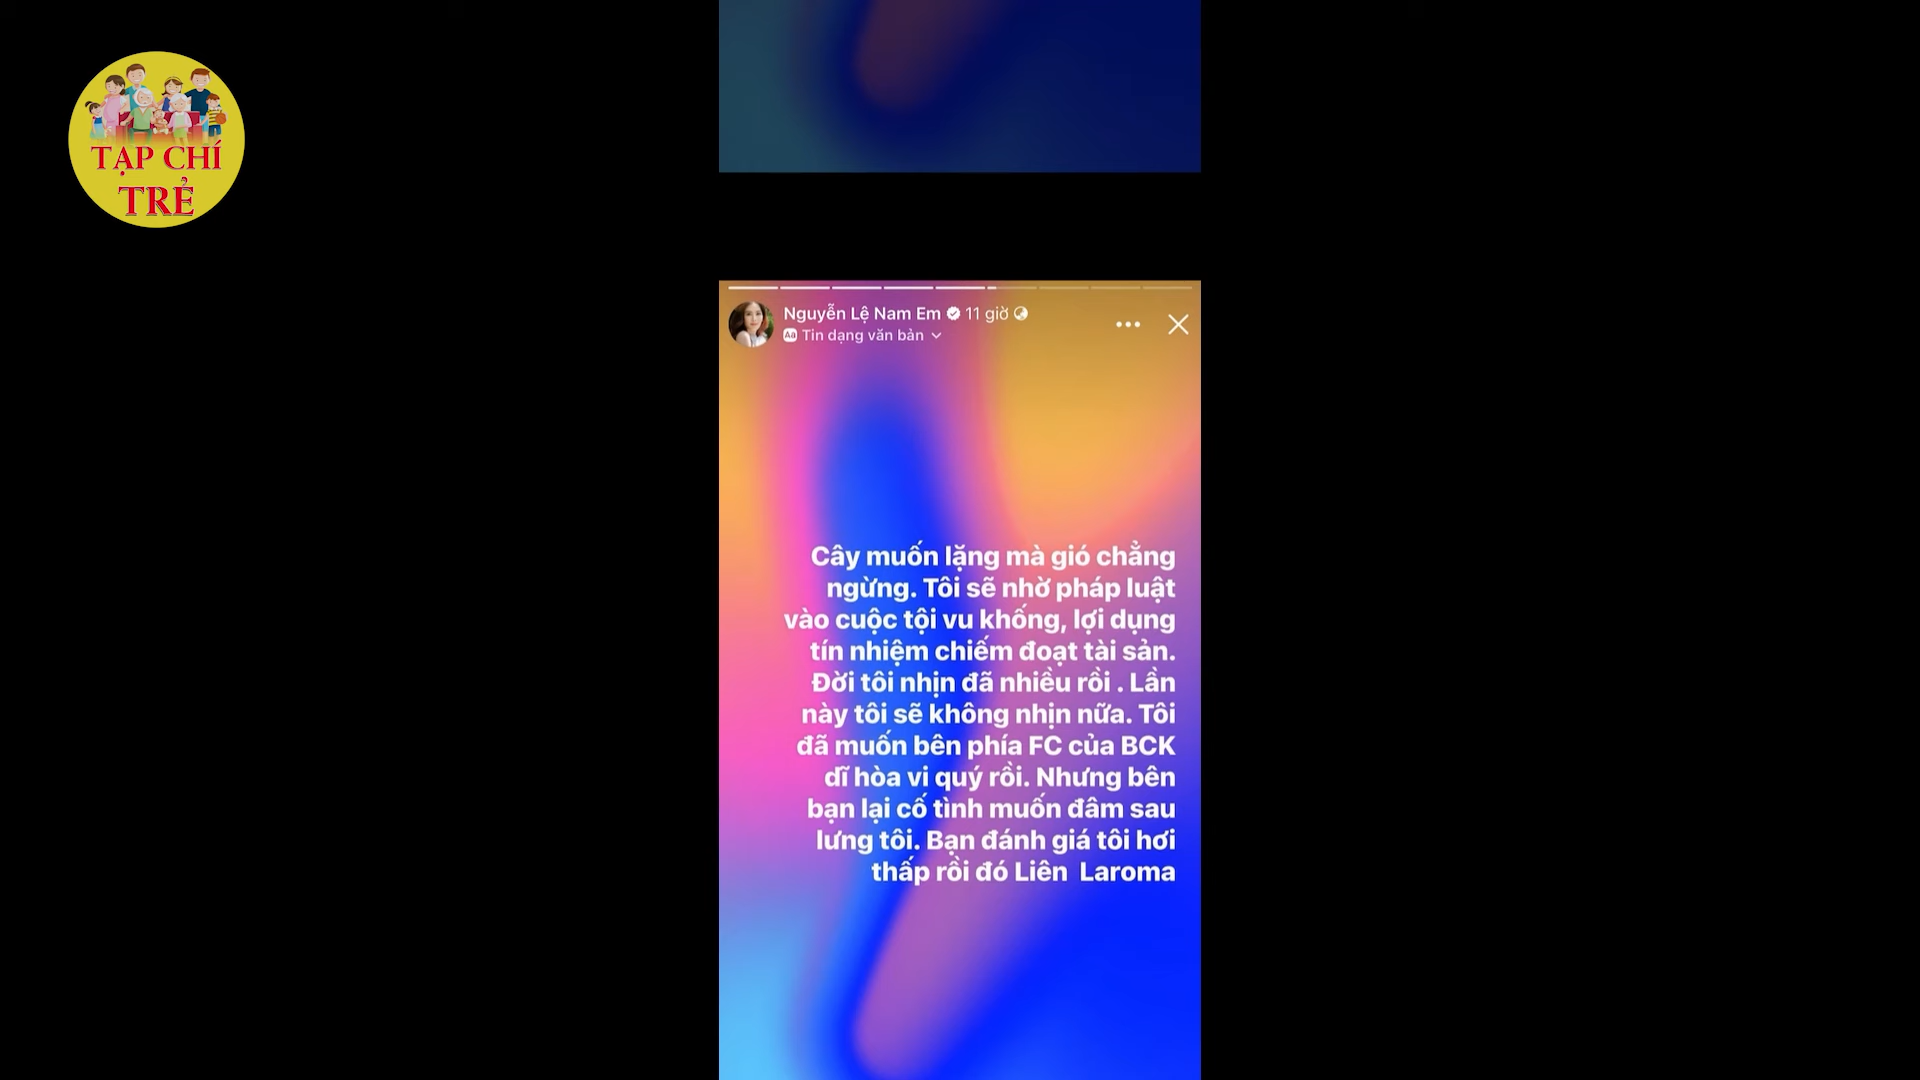 TẠP CHÍ
TRẺ
Nguyễn Lệ Nam Em 11 giờ
Aa Tin dạng văn bản
Cây muốn lặng mà gió chẳng
ngừng. Tôi sẽ nhờ pháp luật
vào cuộc tội vu khống, lợi dụng
tín nhiệm chiếm đoạt tài sản.
Đời tôi nhịn đã nhiều rồi . Lần
này tôi sẽ không nhịn nữa. Tôi
đã muốn bên phía FC của BCK
dĩ hòa vi quý rồi. Nhưng bên
bạn lại cố tình muốn đâm sau
lưng tôi. Bạn đánh giá tôi hơi
thấp rồi đó Liên Laroma